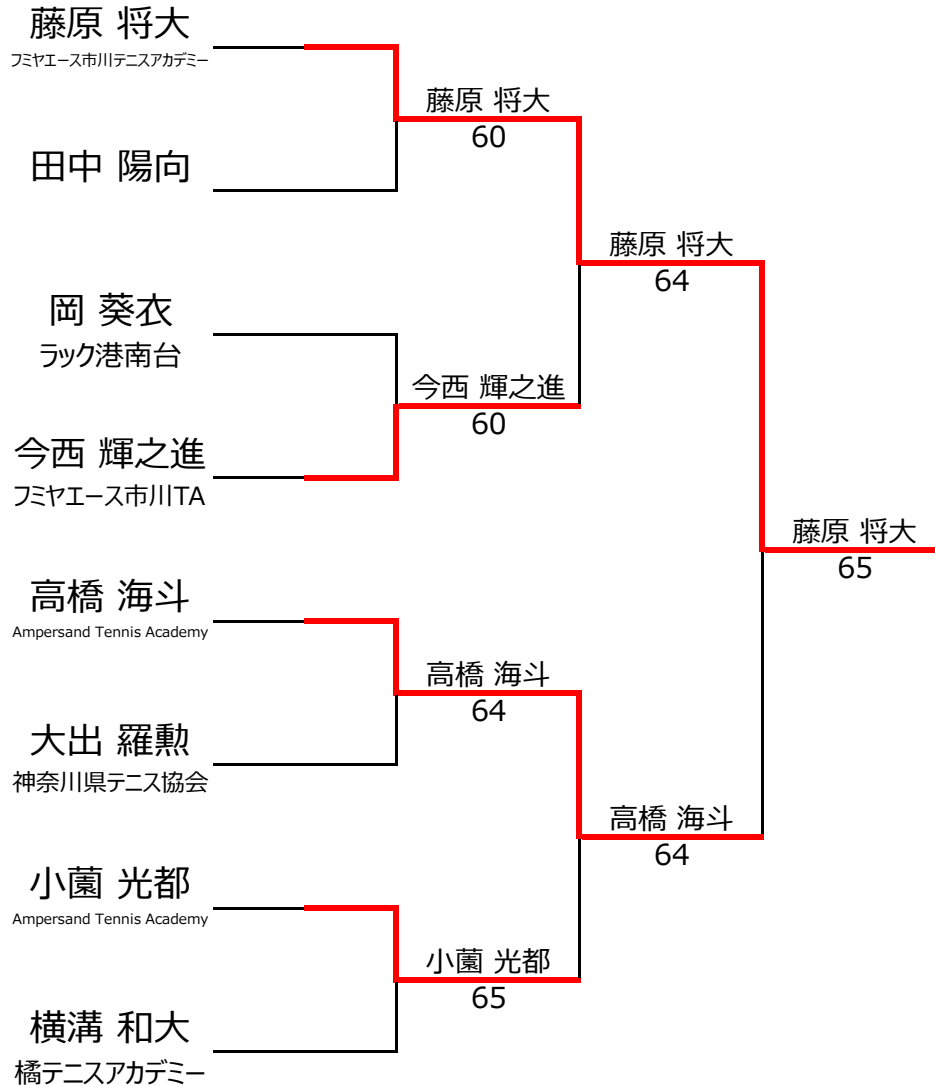 藤原 将大
フミヤエース市川テニスアカデミー
田中 陽向
岡 葵衣
ラック港南台
今西 輝之進
フミヤエース市川TA
高橋 海斗
Ampersand Tennis Academy
大出 羅勲
神奈川県テニス協会
小薗 光都
Ampersand Tennis Academy
横溝 和大
橘テニスアカデミー
藤原 将大
60
今西 輝之進
60
高橋 海斗
64
小薗 光都
65
藤原 将大
64
高橋 海斗
64
藤原 将大
65